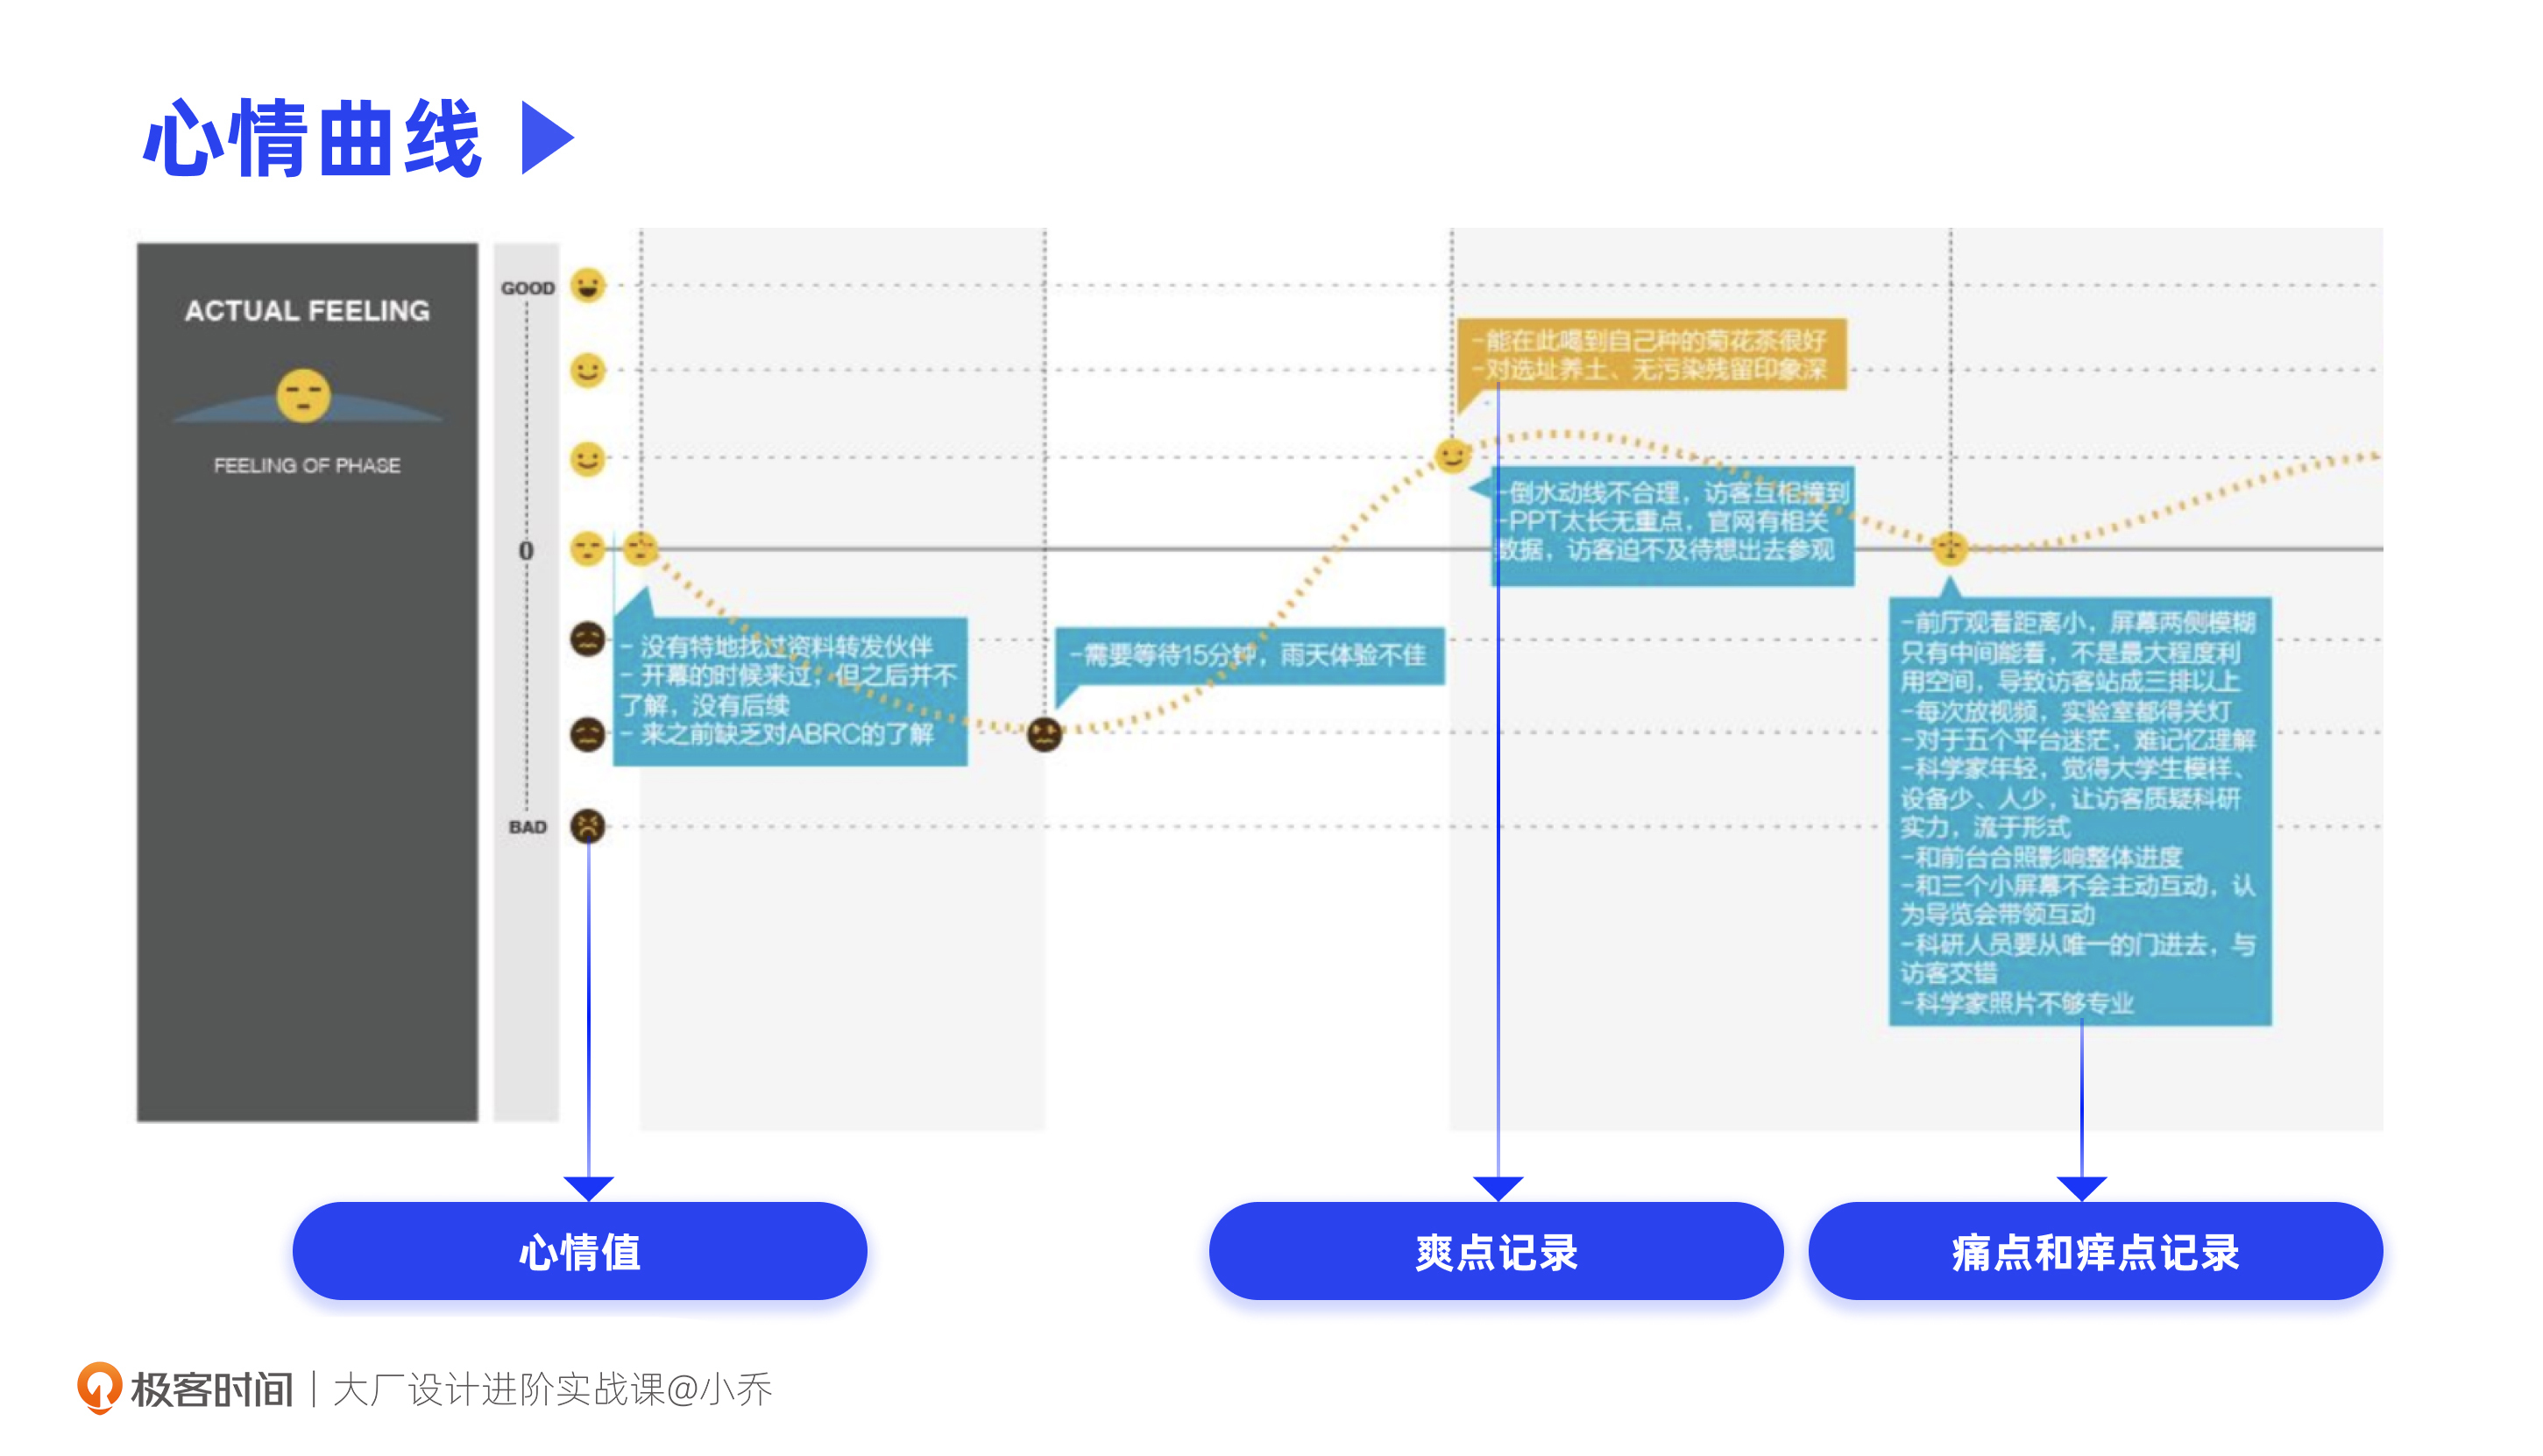 心情曲线
ACTUAL FEELING
FEELING OF PHASE
GOOD
0
BAD
- 没有特地找过资料转发伙伴
- 开幕的时候来过，但之后并不
了解，没有后续
- 来之前缺乏对ABRC的了解
-需要等待15分钟，雨天体验不佳
-能在此喝到自己种的菊花茶很好
-对选址养土、无污染残留印象深
-倒水动线不合理，访客互相撞到
-PPT太长无重点，官网有相关
数据，访客迫不及待想出去参观
-前厅观看距离小，屏幕两侧模糊
只有中间能看，不是最大程度利
用空间，导致访客站成三排以上
-每次放视频，实验室都得关灯
-对于五个平台迷茫，难记忆理解
-科学家年轻，觉得大学生模样、
设备少、人少，让访客质疑科研
实力，流于形式
-和前台合照影响整体进度
-和三个小屏幕不会主动互动，认
为导览会带领互动
-科研人员要从唯一的门进去，与
访客交错
-科学家照片不够专业
心情值
爽点记录
痛点和痒点记录
极客时间｜大厂设计进阶实战课@小乔